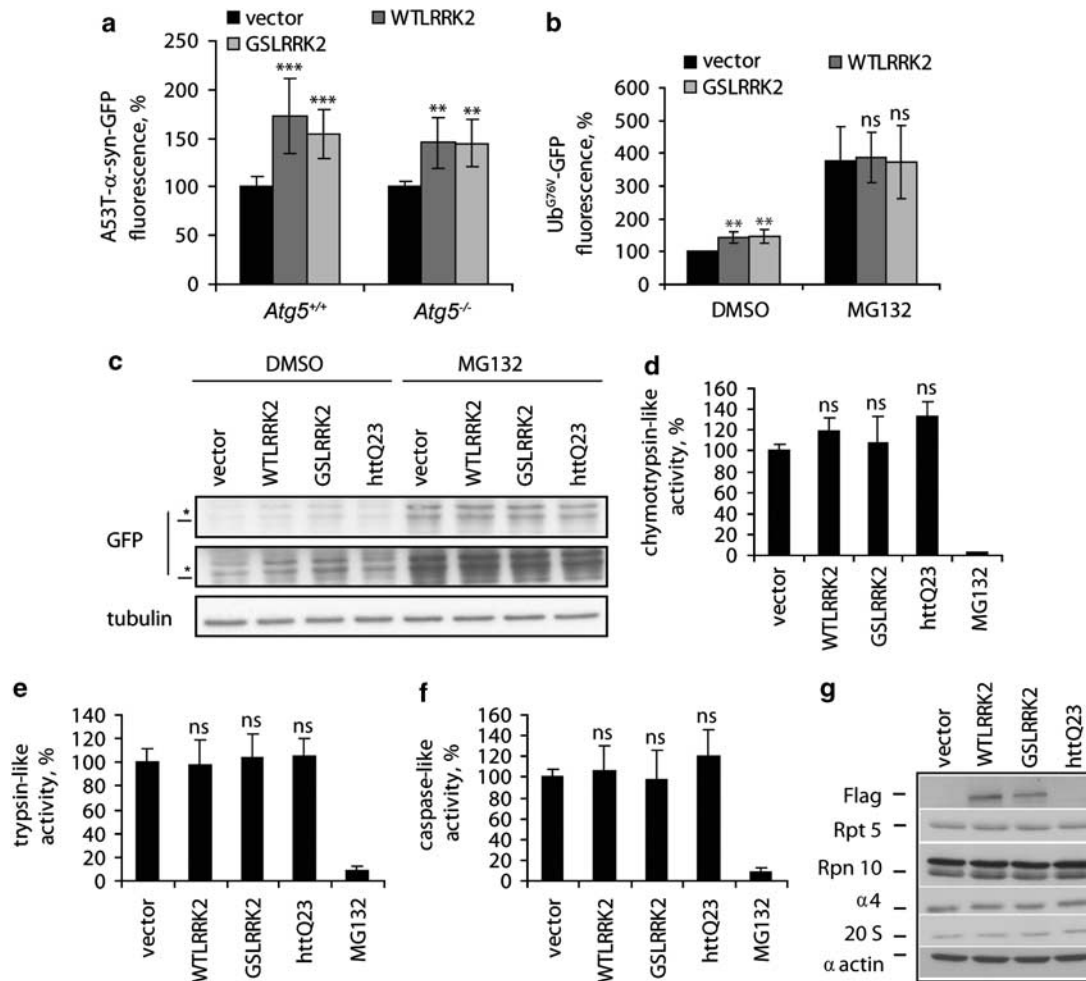 a
vector
WTLRRK2
GSLRRK2
A53T-α-syn-GFP
fluorescence, %
250
200
150
100
50
0
***
***
**
**
Atg5+/+
Atg5-/-
b
vector
WTLRRK2
GSLRRK2
UbG76V-GFP
fluorescence, %
500
400
300
200
100
0
**
**
ns
ns
DMSO
MG132
c
DMSO
MG132
vector
WTLRRK2
GSLRRK2
httQ23
vector
WTLRRK2
GSLRRK2
httQ23
GFP
*
*
tubulin
d
chymotrypsin-like
activity, %
160
140
120
100
80
60
40
20
0
ns
ns
ns
vector
WTLRRK2
GSLRRK2
httQ23
MG132
e
trypsin-like
activity, %
140
120
100
80
60
40
20
0
ns
ns
ns
vector
WTLRRK2
GSLRRK2
httQ23
MG132
f
caspase-like
activity, %
160
140
120
100
80
60
40
20
0
ns
ns
ns
vector
WTLRRK2
GSLRRK2
httQ23
MG132
g
vector
WTLRRK2
GSLRRK2
httQ23
Flag
Rpt 5
Rpn 10
α4
20 S
α actin